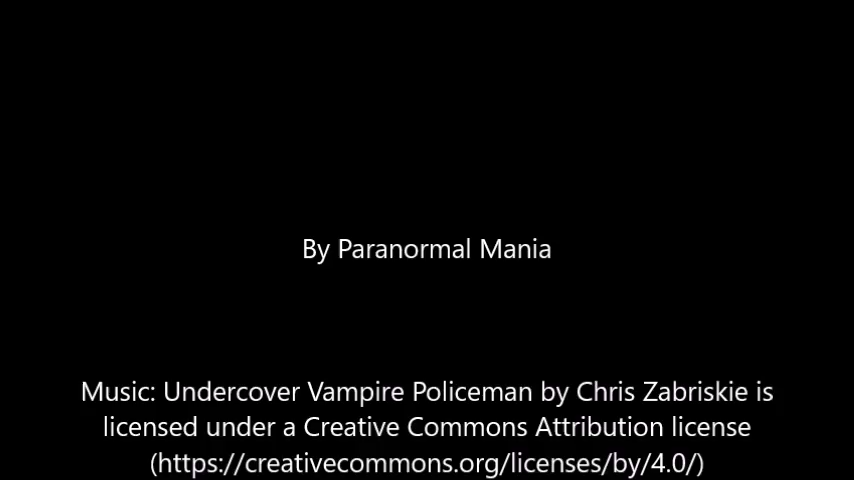 By Paranormal Mania
Music: Undercover Vampire Policeman by Chris Zabriskie is
licensed under a Creative Commons Attribution license
(https://creativecommons.org/licenses/by/4.0/)